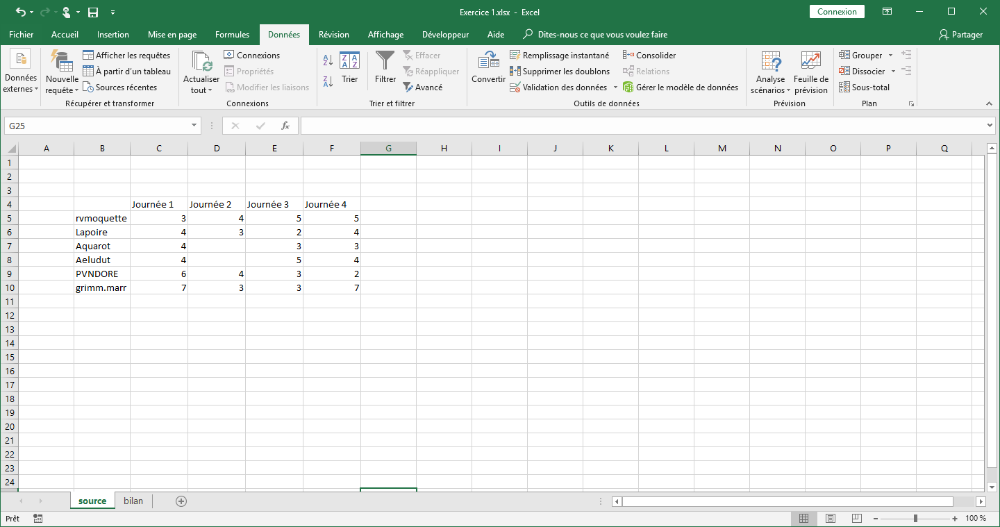 Exercice 1.xlsx - Excel
Connexion
Fichier Accueil Insertion Mise en page Formules Données Révision Affichage Développeur Aide Dites-nous ce que vous voulez faire Partager
Données externes
Nouvelle requête
Afficher les requêtes
À partir d'un tableau
Sources récentes
Récupérer et transformer
Actualiser tout
Connexions
Propriétés
Modifier les liaisons
Connexions
Trier
Filtrer
Effacer
Réappliquer
Avancé
Trier et filtrer
Convertir
Remplissage instantané
Supprimer les doublons
Validation des données
Consolider
Relations
Gérer le modèle de données
Outils de données
Analyse scénarios
Feuille de prévision
Prévision
Grouper
Dissocier
Sous-total
Plan
G25
fx
A B C D E F G H I J K L M N O P Q
1
2
3
4 Journée 1 Journée 2 Journée 3 Journée 4
5 rvmoquette 3 4 5 5
6 Lapoire 4 3 2 4
7 Aquarot 4 3 3
8 Aeludut 4 5 4
9 PVNDORE 6 4 3 2
10 grimm.marr 7 3 3 7
11
12
13
14
15
16
17
18
19
20
21
22
23
24
source bilan
Prêt
100 %